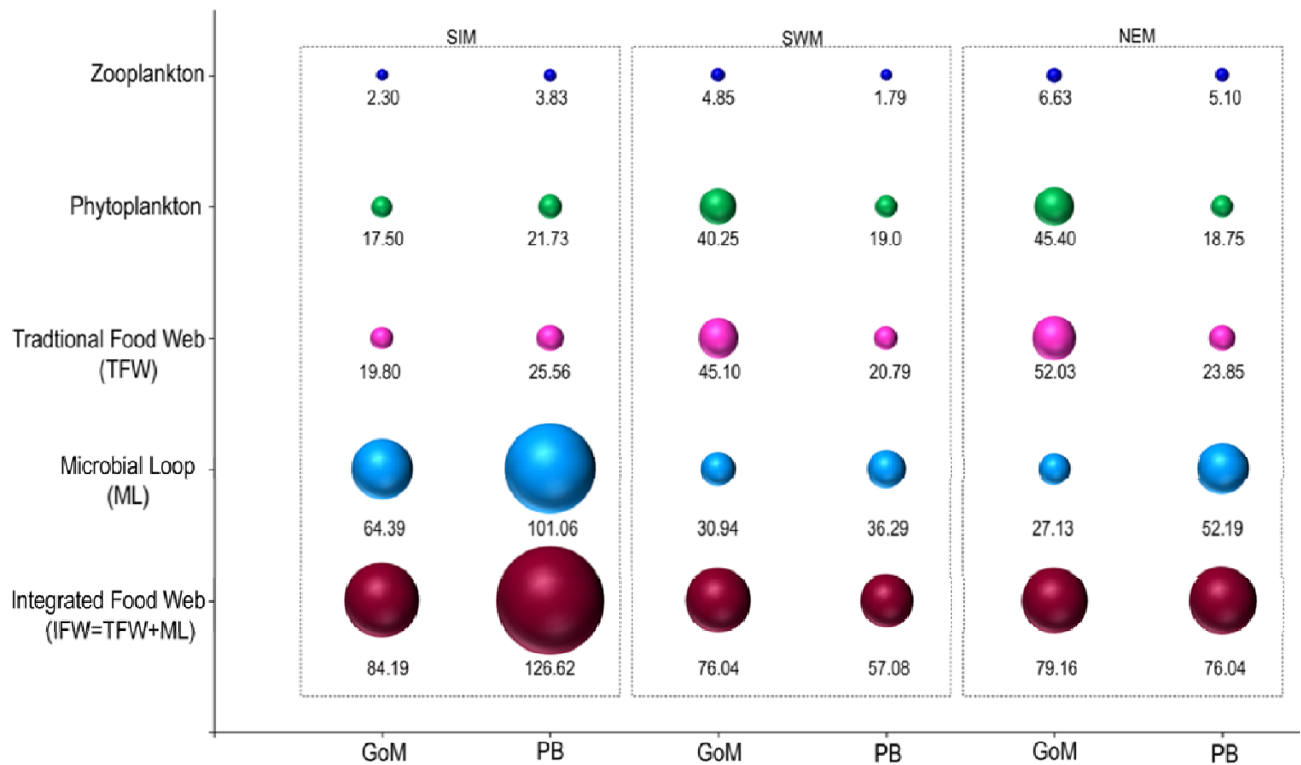 SIM SWM NEM
Zooplankton
2.30 3.83 4.85 1.79 6.63 5.10
Phytoplankton
17.50 21.73 40.25 19.0 45.40 18.75
Tradtional Food Web
(TFW)
19.80 25.56 45.10 20.79 52.03 23.85
Microbial Loop
(ML)
64.39 101.06 30.94 36.29 27.13 52.19
Integrated Food Web
(IFW=TFW+ML)
84.19 126.62 76.04 57.08 79.16 76.04
GoM PB GoM PB GoM PB